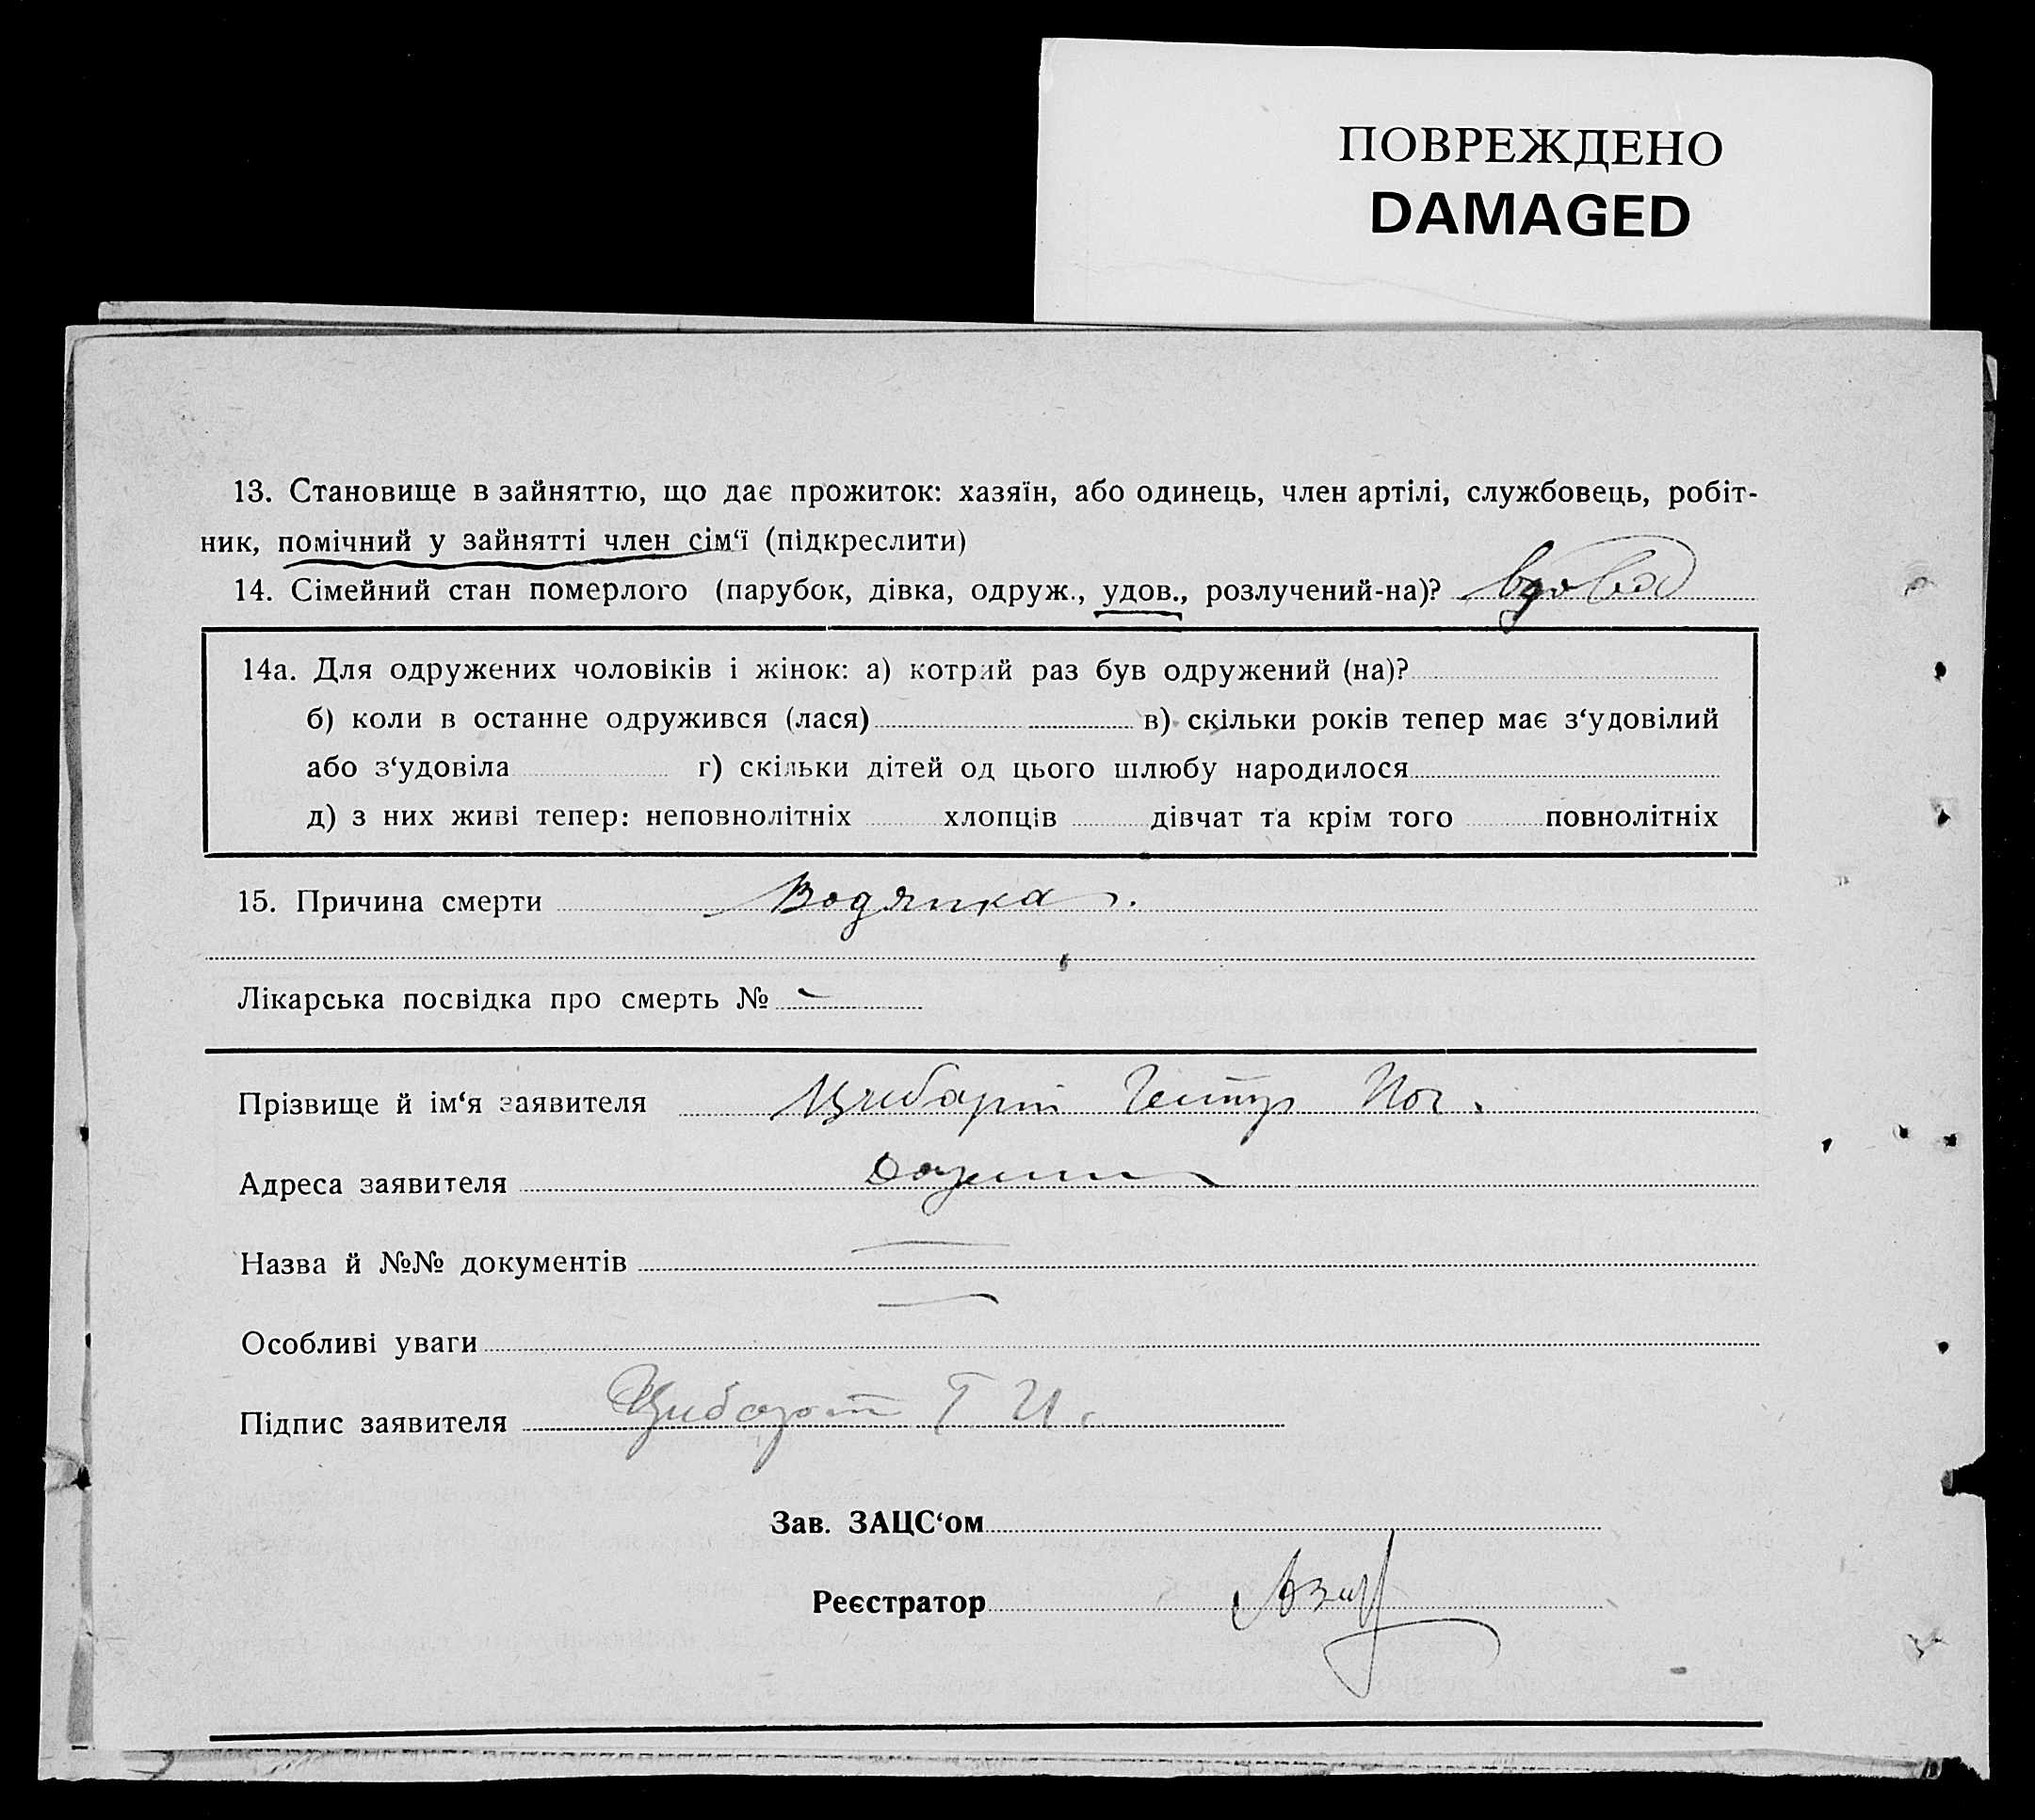 ПОВРЕЖДЕНО
DAMAGED
13. Становище в зайняттю, що дає прожиток: хазяїн, або одинець, член артілі, службовець, робіт-
ник, помічний у зайнятті член сім‘ї (підкреслити)
14. Сімейний стан померлого (парубок, дівка, одруж., удов., розлучений-на)? вдова
14а. Для одружених чоловіків і жінок: а) котрий раз був одружений (на)?
б) коли в останнє одружився (лася) в) скільки років тепер має з‘удовілий
або з‘удовіла г) скільки дітей од цього шлюбу народилося
д) з них живі тепер: неповнолітніх хлопців дівчат та крім того повнолітніх
15. Причина смерти Водянка.
Лікарська посвідка про смерть № –
Прізвище й ім‘я заявителя
Адреса заявителя
Назва й №№ документів —
Особливі уваги —
Підпис заявителя Т И.
Зав. ЗАЦС‘ом
Реєстратор